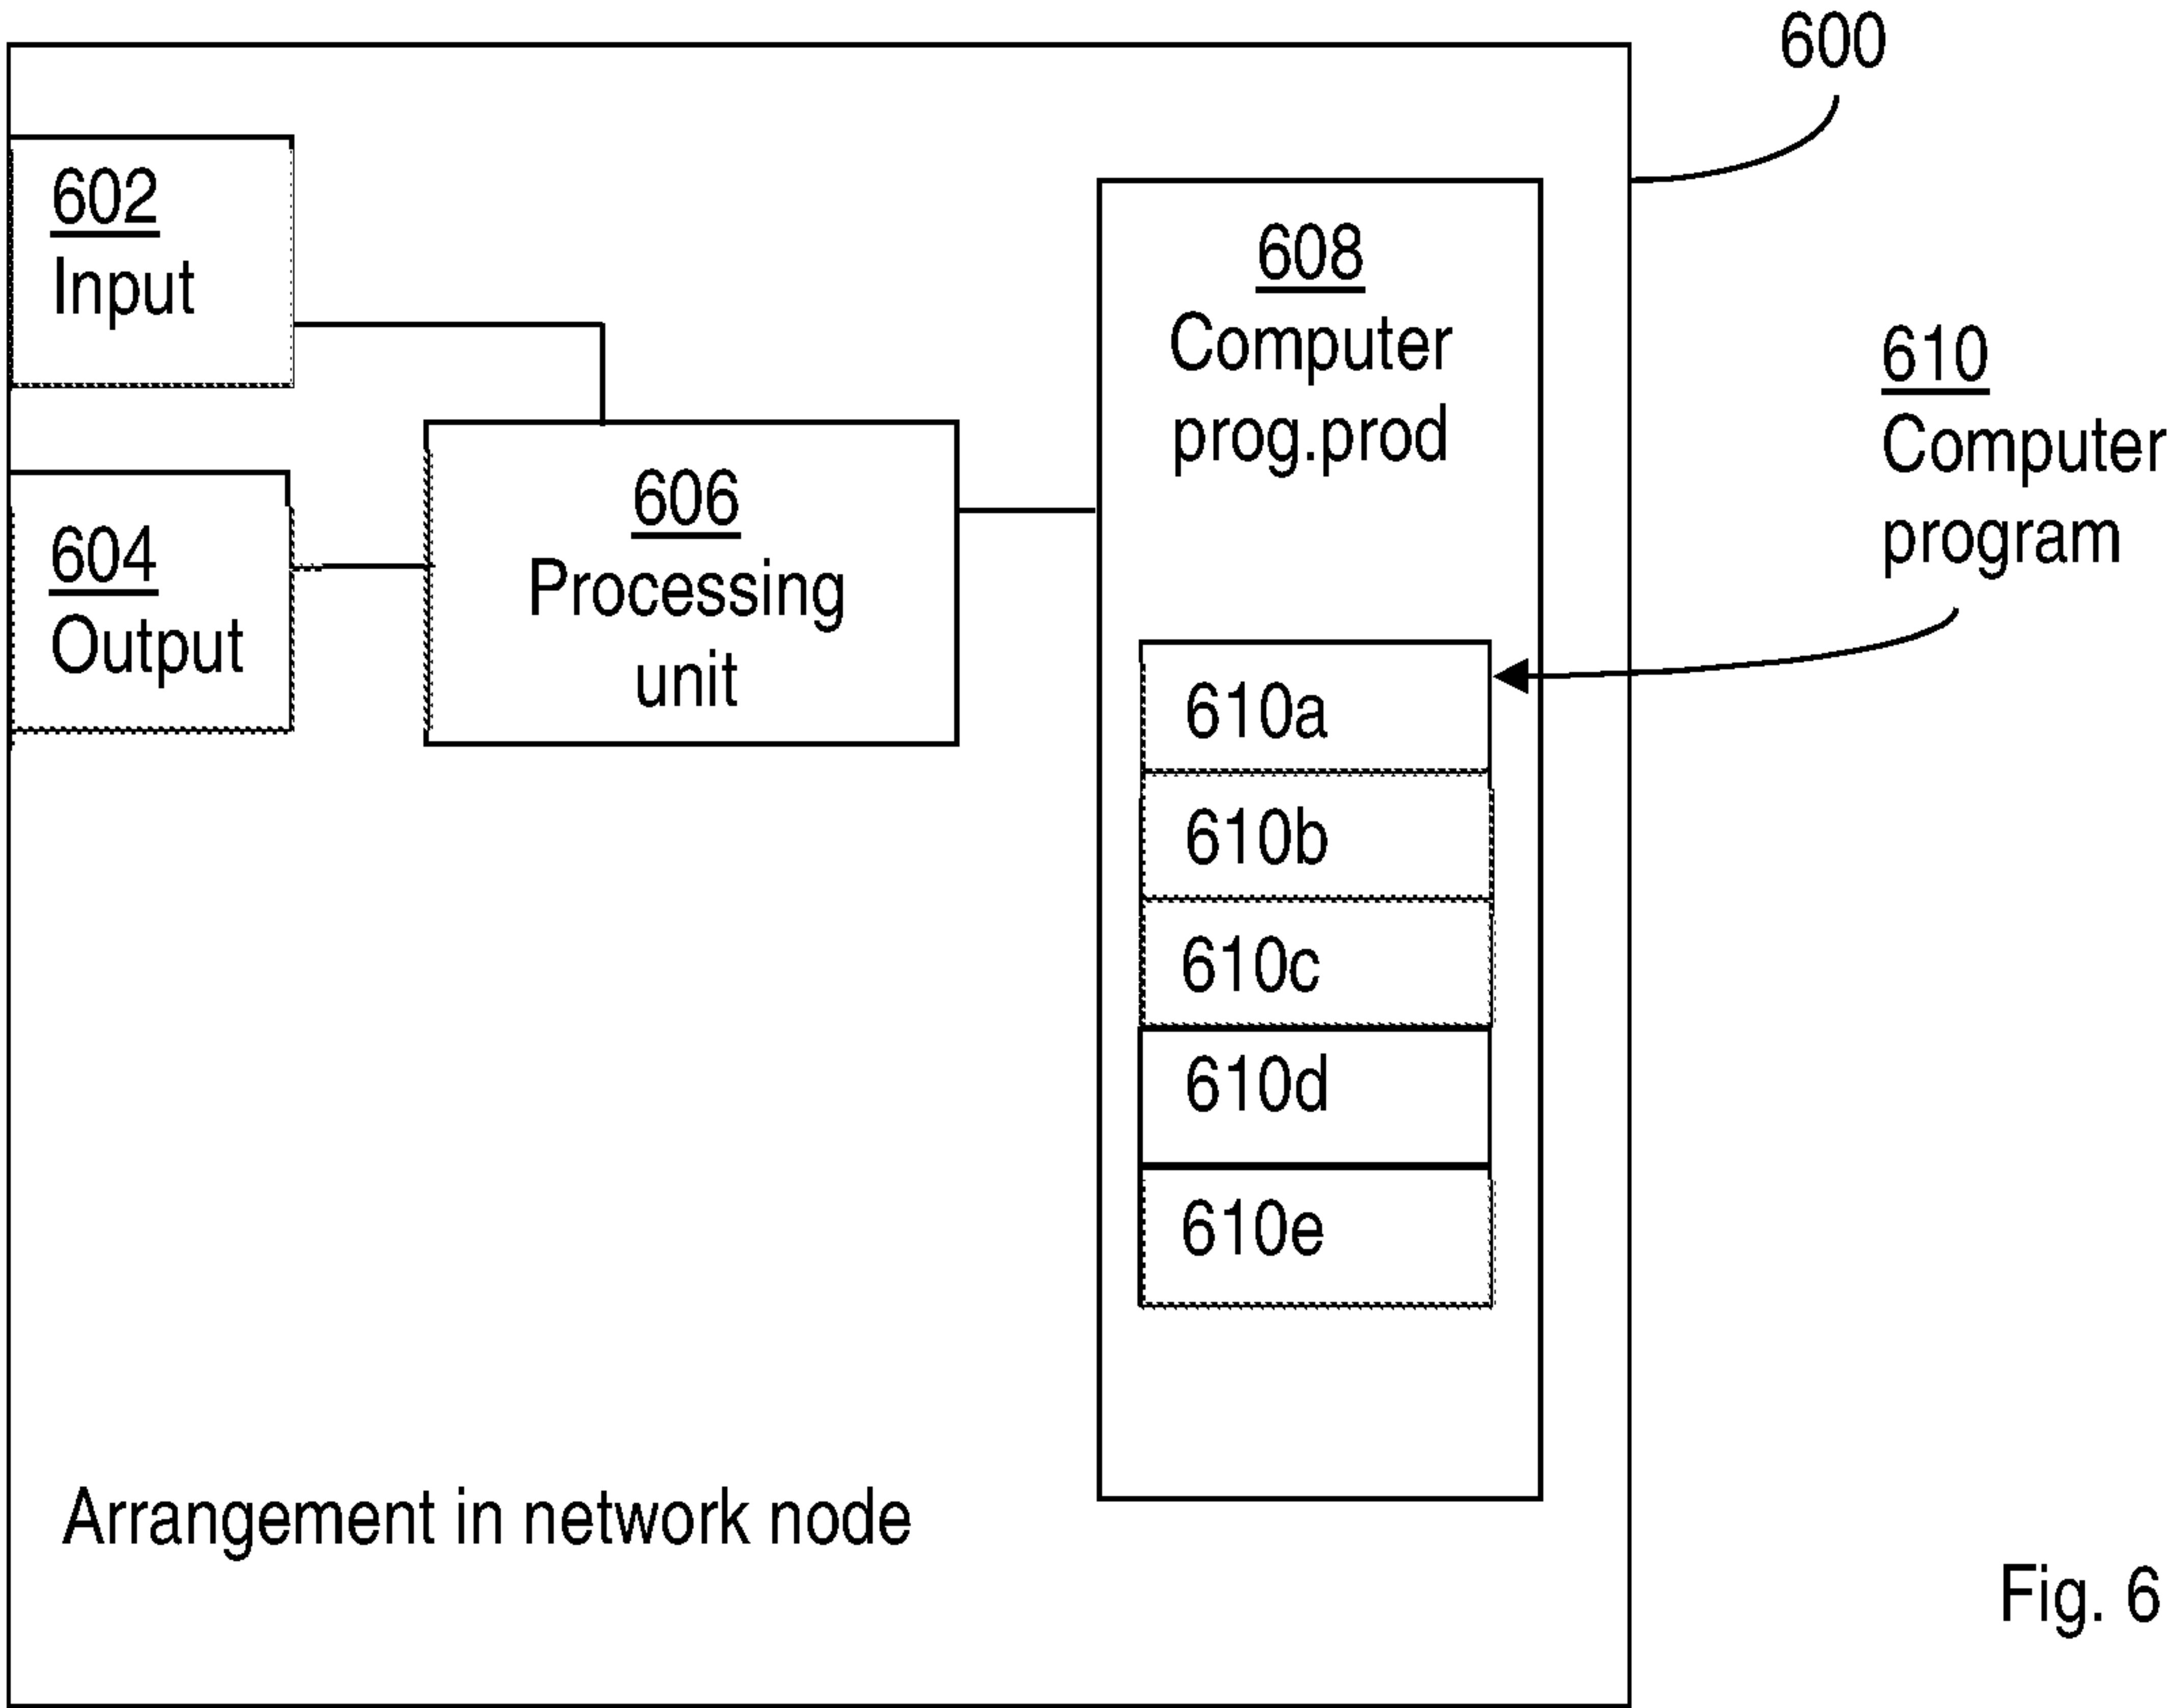 600
602
Input
604
Output
606
Processing
unit
608
Computer
prog.prod
610
Computer
program
610a
610b
610c
610d
610e
Arrangement in network node
Fig. 6